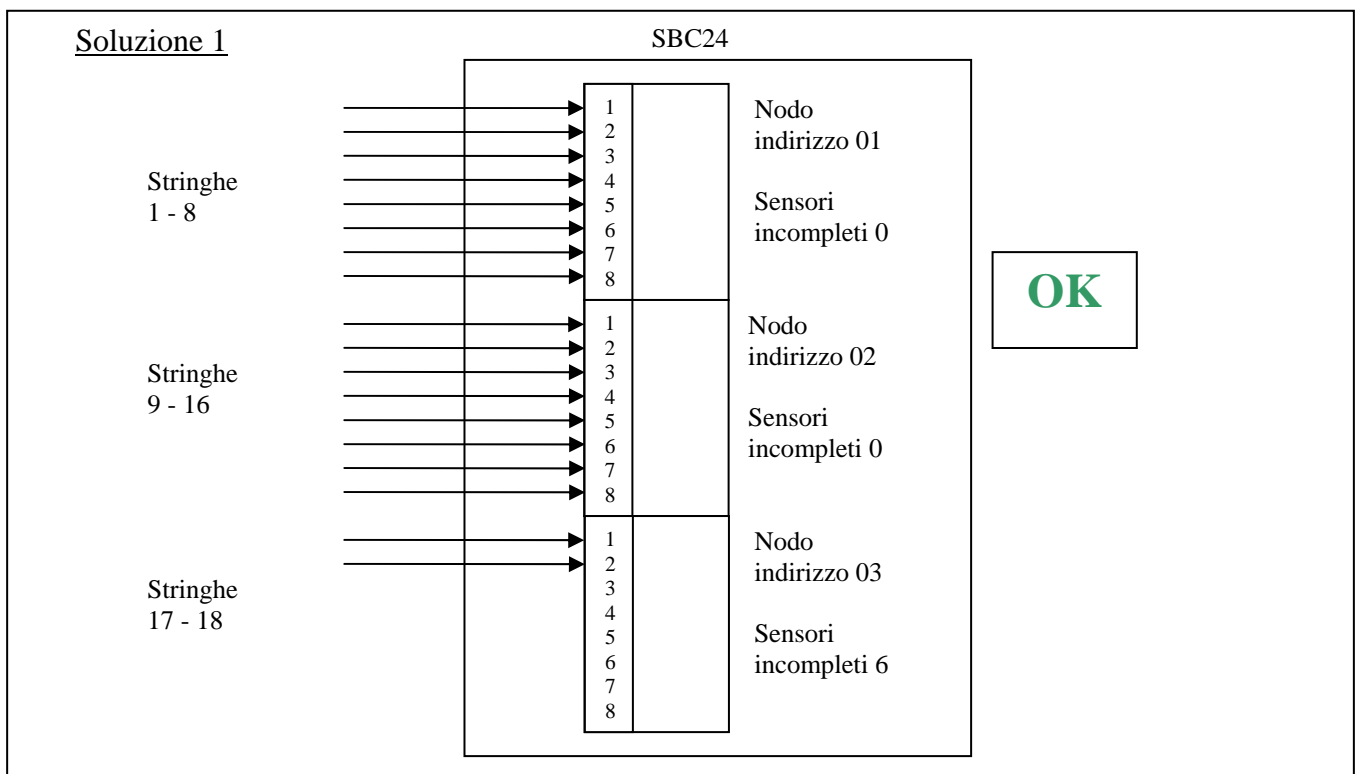 Soluzione 1
SBC24
Stringhe
1 - 8
1
2
3
4
5
6
7
8
Nodo
indirizzo 01
Sensori
incompleti 0
OK
Stringhe
9 - 16
1
2
3
4
5
6
7
8
Nodo
indirizzo 02
Sensori
incompleti 0
Stringhe
17 - 18
1
2
3
4
5
6
7
8
Nodo
indirizzo 03
Sensori
incompleti 6